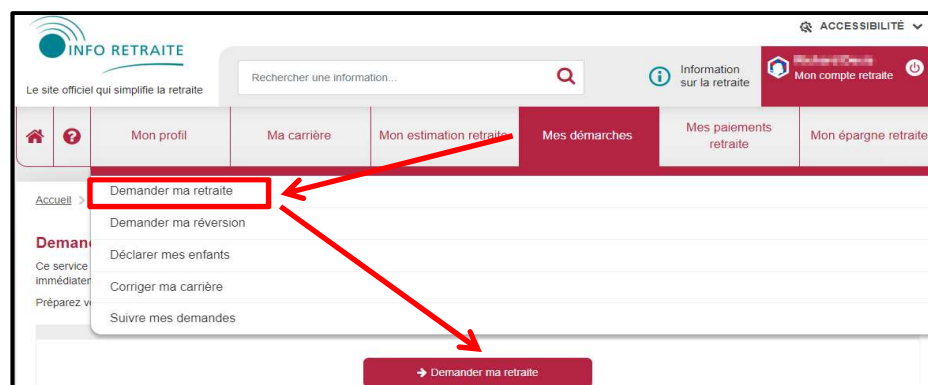 ACCESSIBILITÉ
INFO RETRAITE
Le site officiel qui simplifie la retraite
Rechercher une information...
Information
sur la retraite
Mon compte retraite
Mon profil
Ma carrière
Mon estimation retraite
Mes démarches
Mes paiements
retraite
Mon épargne retraite
Accueil >
Demander ma retraite
Demander ma réversion
Déclarer mes enfants
Corriger ma carrière
Suivre mes demandes
Ce service
Préparez
Demander ma retraite